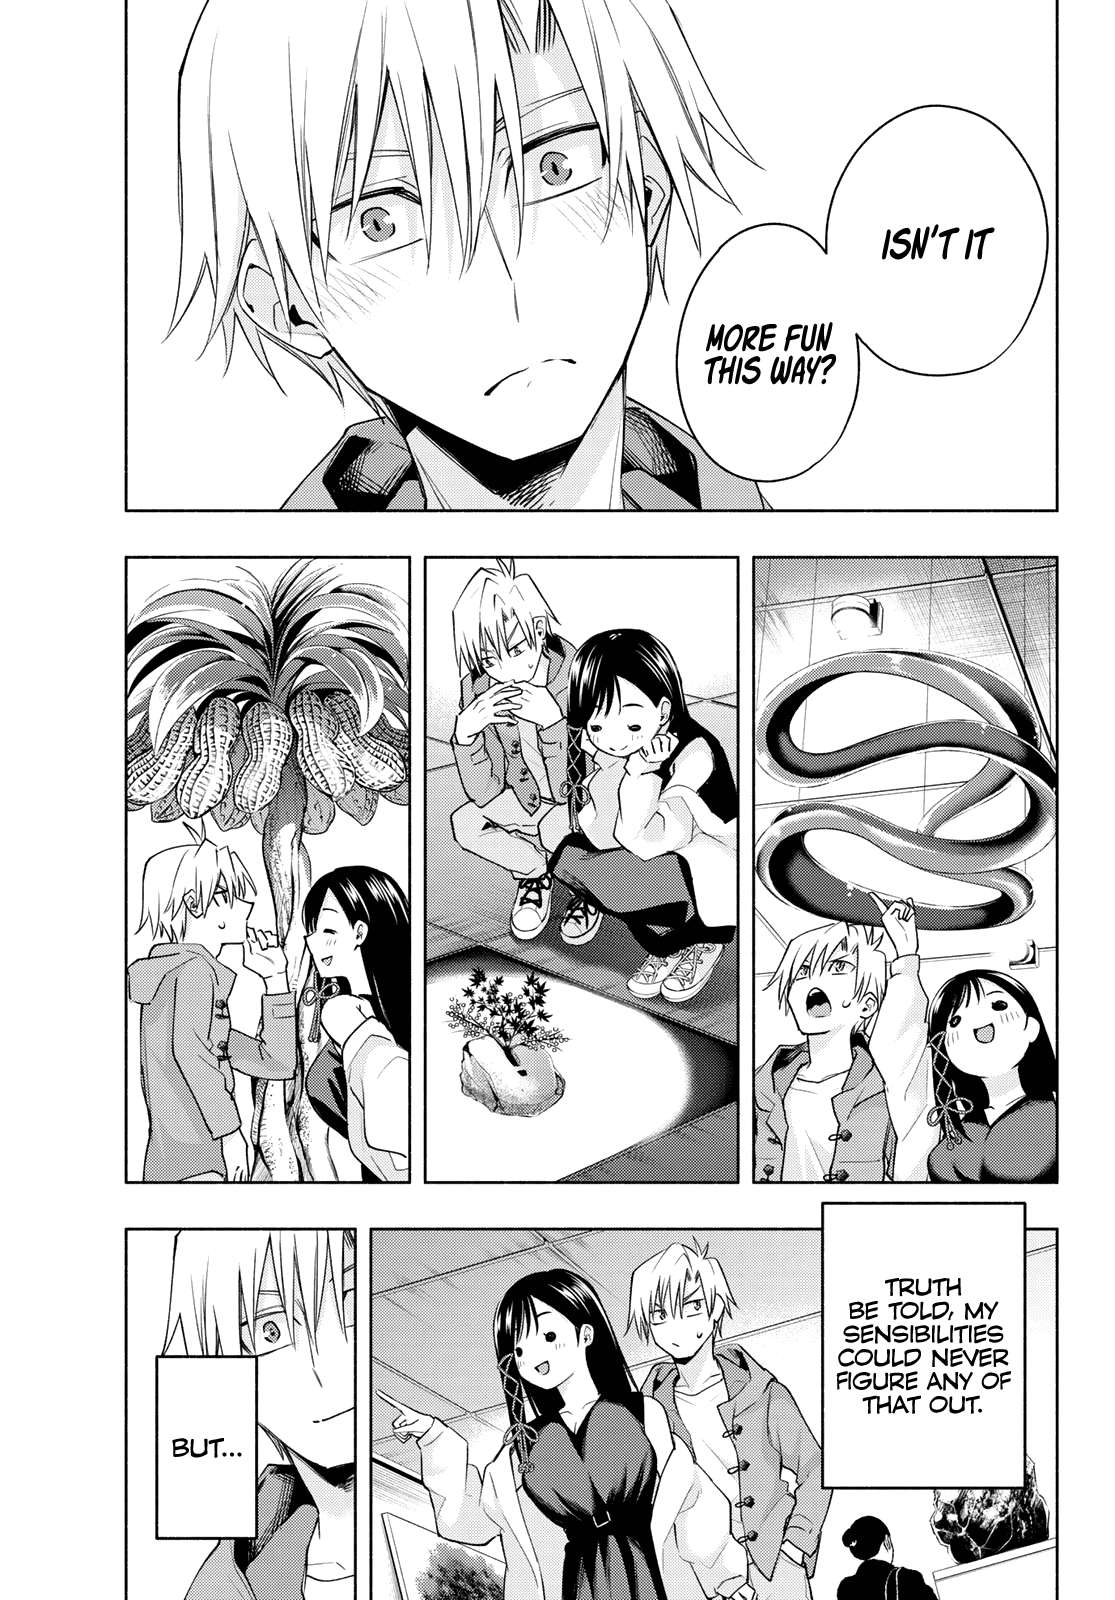 ISN'T IT
MORE FUN
THIS WAY?
TRUTH
BE TOLD, MY
SENSIBILITIES
COULD NEVER
FIGURE ANY OF
THAT OUT.
BUT...